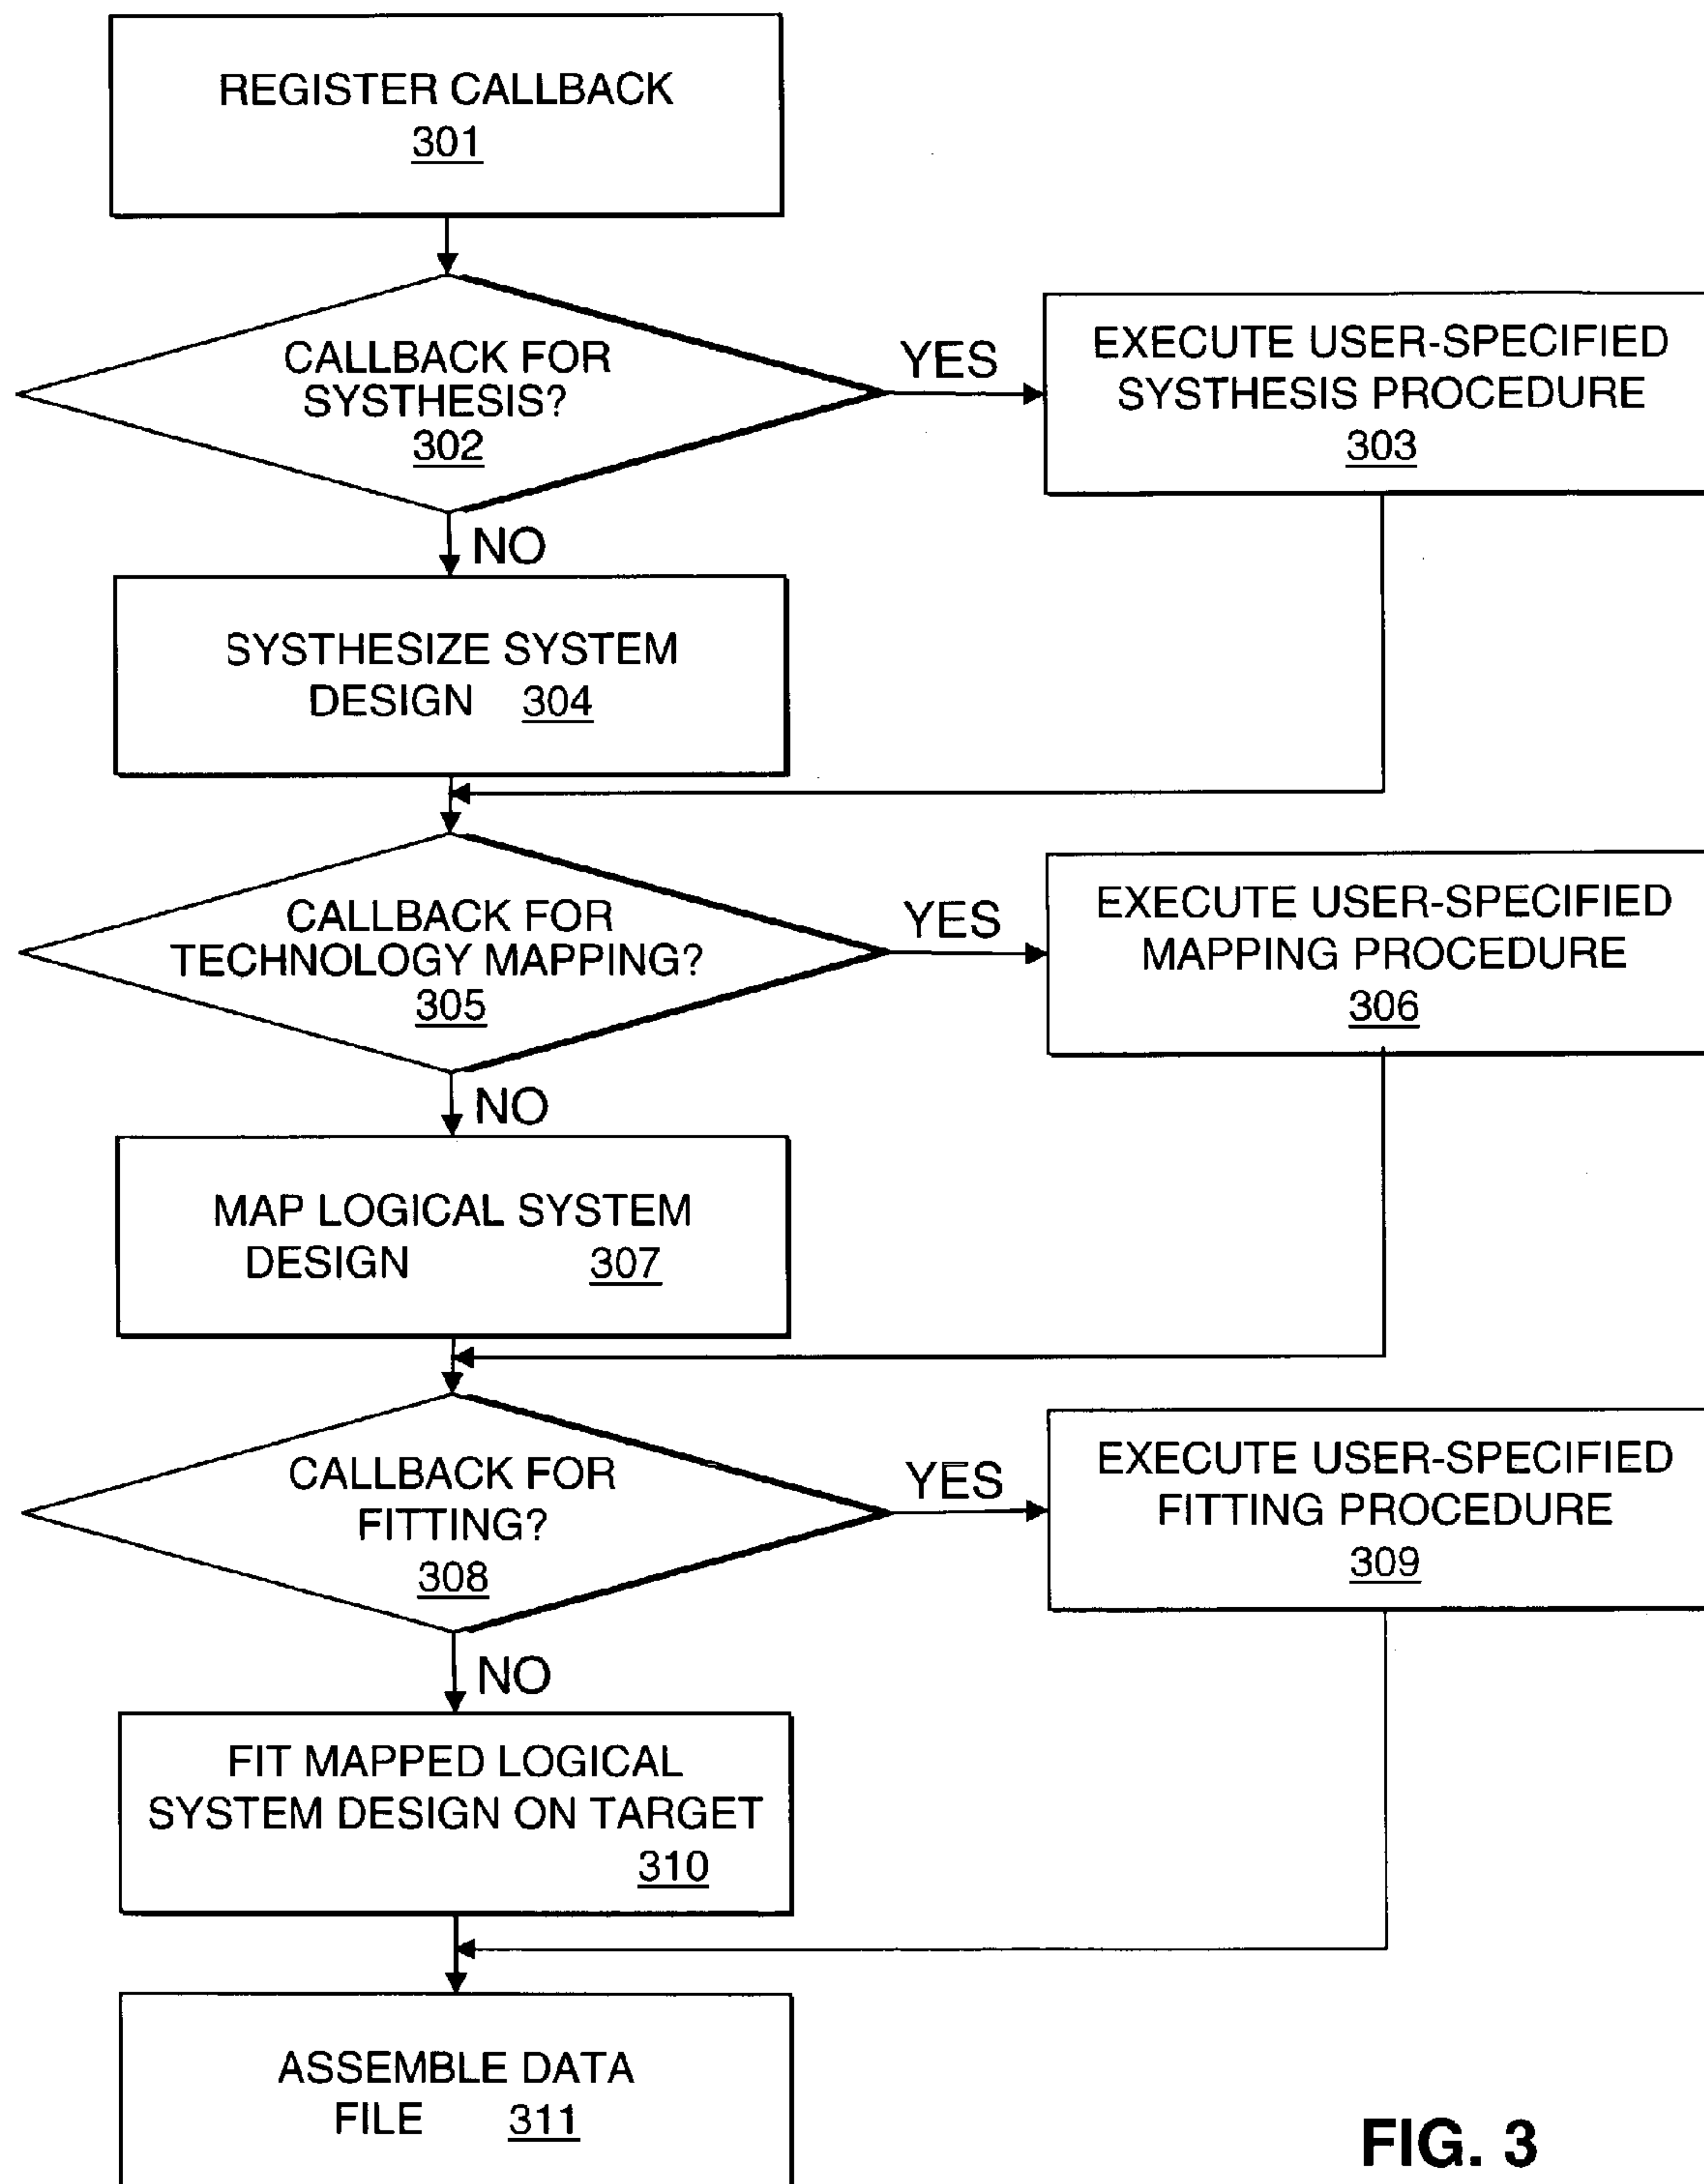 REGISTER CALLBACK
301
CALLBACK FOR
SYSTHESIS?
302
YES
EXECUTE USER-SPECIFIED
SYSTHESIS PROCEDURE
303
NO
SYSTHESIZE SYSTEM
DESIGN 304
CALLBACK FOR
TECHNOLOGY MAPPING?
305
YES
EXECUTE USER-SPECIFIED
MAPPING PROCEDURE
306
NO
MAP LOGICAL SYSTEM
DESIGN 307
CALLBACK FOR
FITTING?
308
YES
EXECUTE USER-SPECIFIED
FITTING PROCEDURE
309
NO
FIT MAPPED LOGICAL
SYSTEM DESIGN ON TARGET
310
ASSEMBLE DATA
FILE 311
FIG. 3